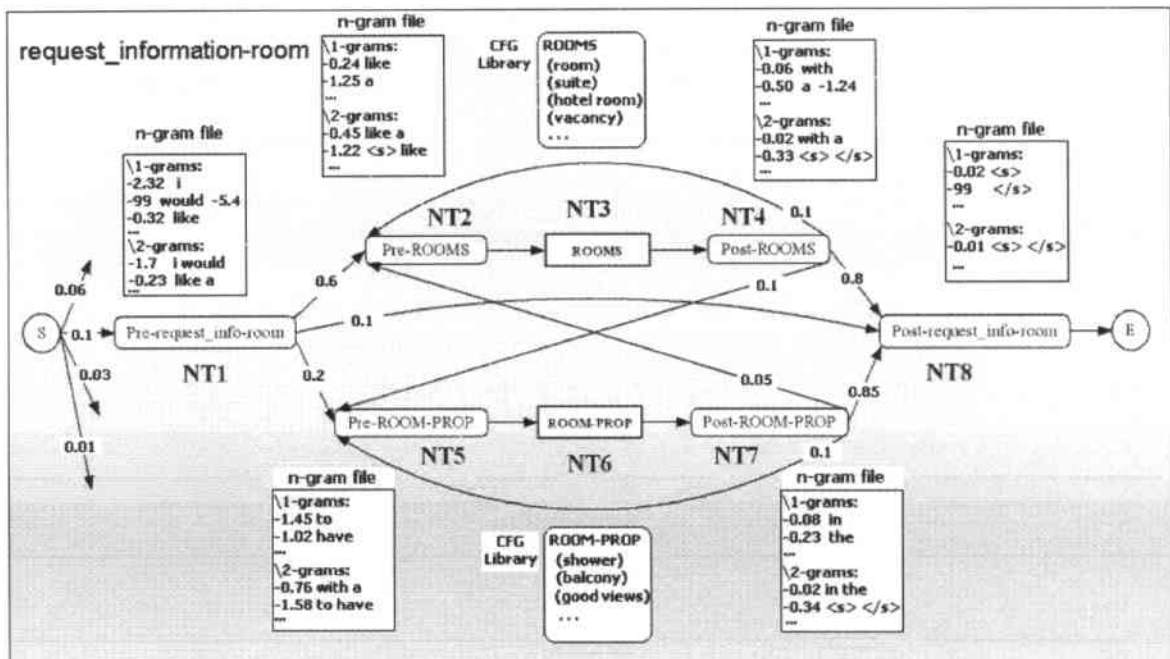 request_information-room
n-gram file
\1-grams:
-2.32 i
-99 would -5.4
-0.32 like
...
\2-grams:
-1.7 i would
-0.23 like a
...
n-gram file
\1-grams:
-0.24 like
-1.25 a
...
\2-grams:
-0.45 like a
-1.22 <s> like
...
CFG
Library
ROOMS
(room)
(suite)
(hotel room)
(vacancy)
...
n-gram file
\1-grams:
-0.06 with
-0.50 a -1.24
...
\2-grams:
-0.02 with a
-0.33 <s> </s>
...
n-gram file
\1-grams:
-0.02 <s>
-99 </s>
...
\2-grams:
-0.01 <s> </s>
...
NT2
NT3
NT4
0.1
Pre-ROOMS
ROOMS
Post-ROOMS
0.06
0.6
0.1
0.8
S
0.1
Pre-request_info-room
0.1
Post-request_info-room
E
NT1
0.03
0.2
0.05
0.85
NT8
0.01
Pre-ROOM-PROP
ROOM-PROP
Post-ROOM-PROP
NT5
NT6
NT7
0.1
n-gram file
\1-grams:
-1.45 to
-1.02 have
...
\2-grams:
-0.76 with a
-1.58 to have
...
CFG
Library
ROOM-PROP
(shower)
(balcony)
(good views)
...
n-gram file
\1-grams:
-0.08 in
-0.23 the
...
\2-grams:
-0.02 in the
-0.34 <s> </s>
...